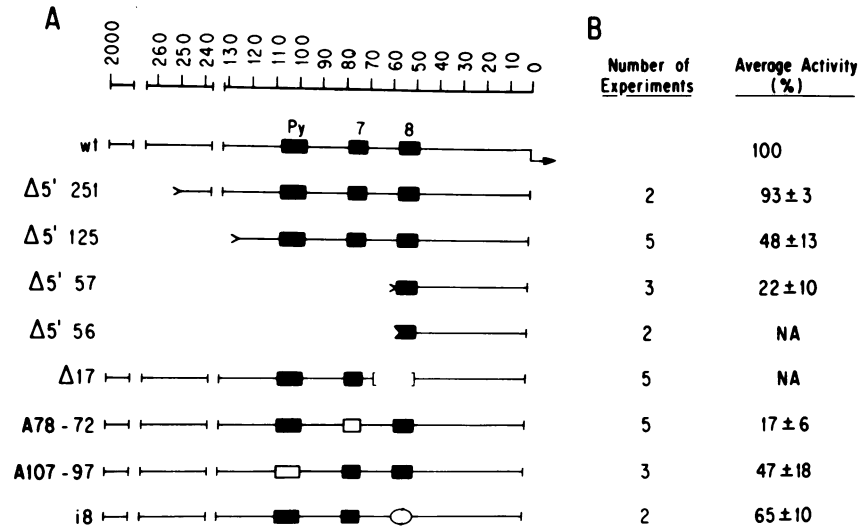 A
B
2000 260 250 240 130 120 110 100 90 80 70 60 50 40 30 20 10 0
Number of Experiments
Average Activity (%)
Py 7 8
wt 100
Δ5' 251 2 93±3
Δ5' 125 5 48±13
Δ5' 57 3 22±10
Δ5' 56 2 NA
Δ17 5 NA
A78-72 5 17±6
A107-97 3 47±18
i8 2 65±10